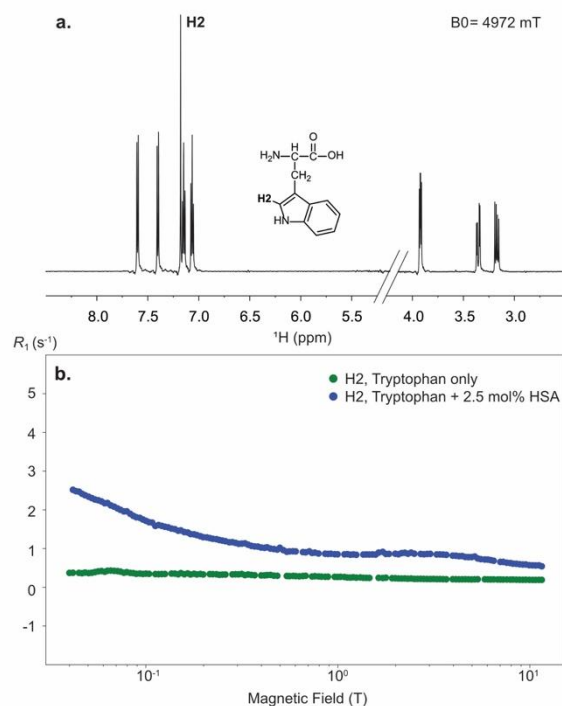 a.
H2
B0= 4972 mT
H O
H₂N–C–C–OH
CH₂
H2
HN
8.0 7.5 7.0 6.5 6.0 5.5 4.0 3.5 3.0
¹H (ppm)
R₁ (s⁻¹)
b.
H2, Tryptophan only
H2, Tryptophan + 2.5 mol% HSA
5
4
3
2
1
0
-1
10⁻¹ 10⁰ 10¹
Magnetic Field (T)